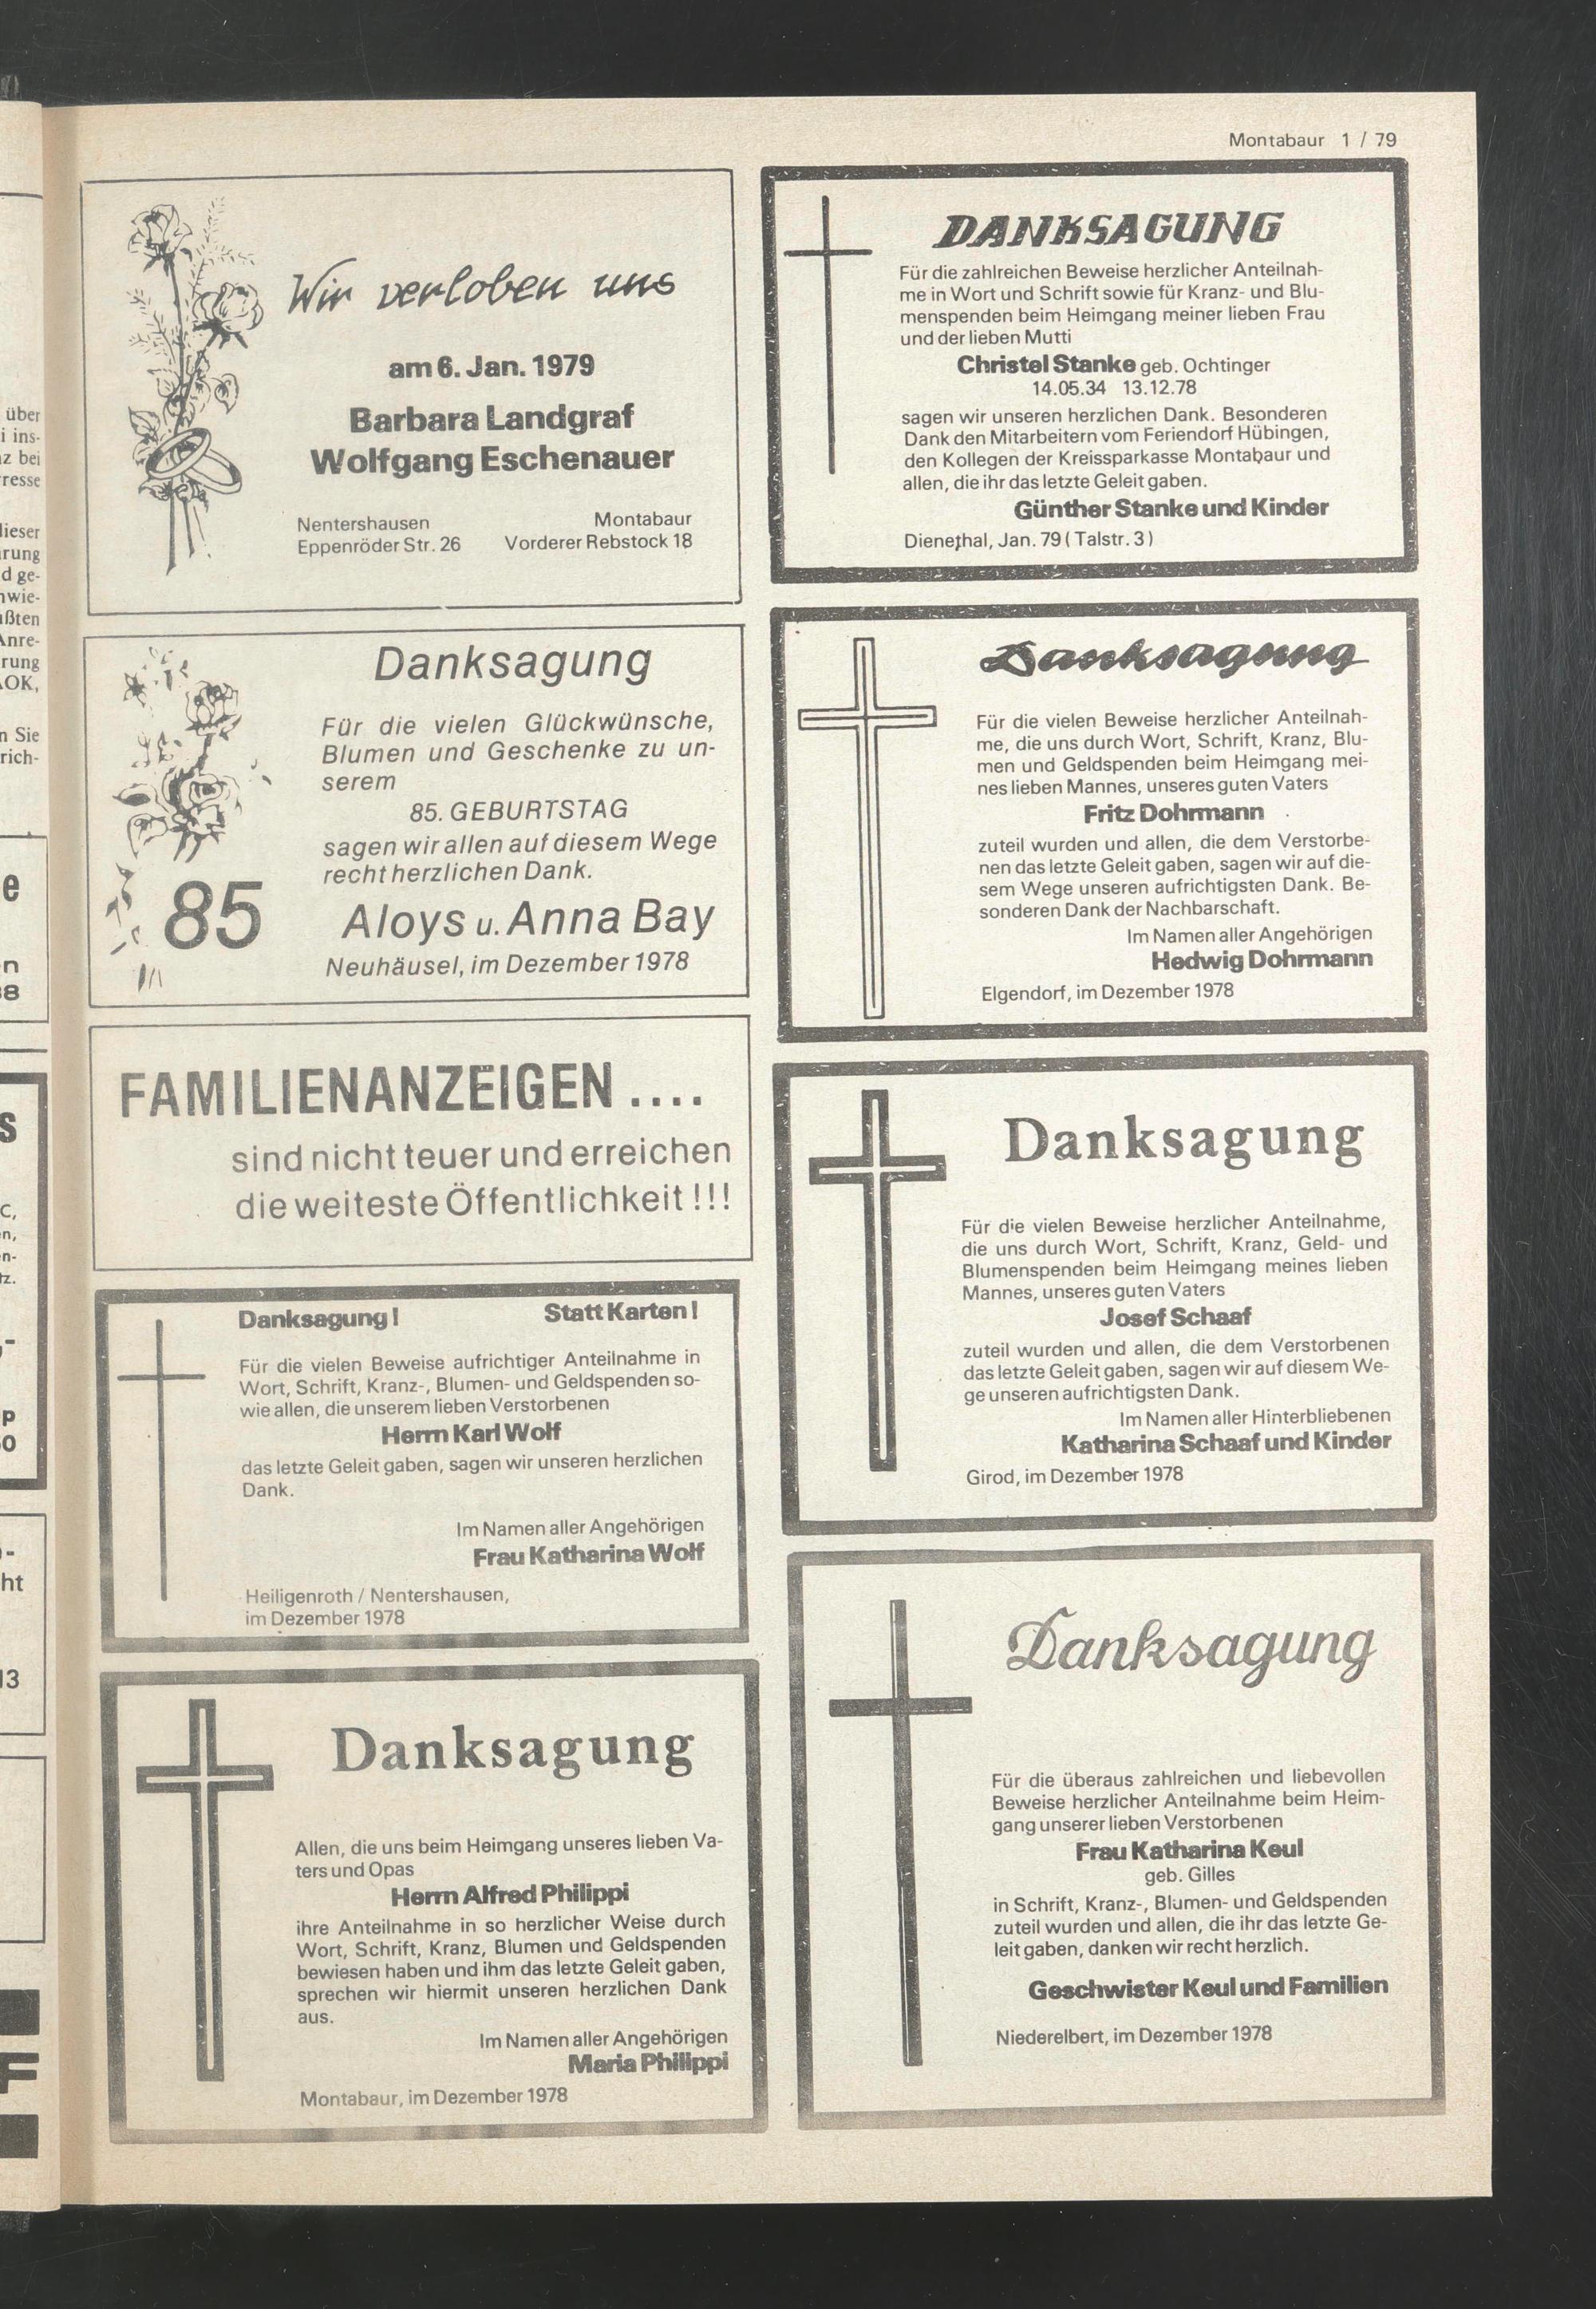 Montabaur 1 / 79
Wir verloben uns
am 6. Jan. 1979
Barbara Landgraf
Wolfgang Eschenauer
Nentershausen Montabaur
Eppenröder Str. 26 Vorderer Rebstock 18
Danksagung
Für die vielen Glückwünsche,
Blumen und Geschenke zu un-
serem
85. GEBURTSTAG
sagen wir allen auf diesem Wege
recht herzlichen Dank.
85
Aloys u. Anna Bay
Neuhäusel, im Dezember 1978
FAMILIENANZEIGEN ....
sind nicht teuer und erreichen
die weiteste Öffentlichkeit !!!
Danksagung! Statt Karten!
Für die vielen Beweise aufrichtiger Anteilnahme in
Wort, Schrift, Kranz-, Blumen- und Geldspenden so-
wie allen, die unserem lieben Verstorbenen
Herrn Karl Wolf
das letzte Geleit gaben, sagen wir unseren herzlichen
Dank.
Im Namen aller Angehörigen
Frau Katharina Wolf
Heiligenroth / Nentershausen,
im Dezember 1978
Danksagung
Allen, die uns beim Heimgang unseres lieben Va-
ters und Opas
Herrn Alfred Philippi
ihre Anteilnahme in so herzlicher Weise durch
Wort, Schrift, Kranz, Blumen und Geldspenden
bewiesen haben und ihm das letzte Geleit gaben,
sprechen wir hiermit unseren herzlichen Dank
aus.
Im Namen aller Angehörigen
Maria Philippi
Montabaur, im Dezember 1978
DANKSAGUNG
Für die zahlreichen Beweise herzlicher Anteilnah-
me in Wort und Schrift sowie für Kranz- und Blu-
menspenden beim Heimgang meiner lieben Frau
und der lieben Mutti
Christel Stanke geb. Ochtinger
14.05.34 13.12.78
sagen wir unseren herzlichen Dank. Besonderen
Dank den Mitarbeitern vom Feriendorf Hübingen,
den Kollegen der Kreissparkasse Montabaur und
allen, die ihr das letzte Geleit gaben.
Günther Stanke und Kinder
Dienethal, Jan. 79 ( Talstr. 3 )
Danksagung
Für die vielen Beweise herzlicher Anteilnah-
me, die uns durch Wort, Schrift, Kranz, Blu-
men und Geldspenden beim Heimgang mei-
nes lieben Mannes, unseres guten Vaters
Fritz Dohrmann
zuteil wurden und allen, die dem Verstorbe-
nen das letzte Geleit gaben, sagen wir auf die-
sem Wege unseren aufrichtigsten Dank. Be-
sonderen Dank der Nachbarschaft.
Im Namen aller Angehörigen
Hedwig Dohrmann
Elgendorf, im Dezember 1978
Danksagung
Für die vielen Beweise herzlicher Anteilnahme,
die uns durch Wort, Schrift, Kranz, Geld- und
Blumenspenden beim Heimgang meines lieben
Mannes, unseres guten Vaters
Josef Schaaf
zuteil wurden und allen, die dem Verstorbenen
das letzte Geleit gaben, sagen wir auf diesem We-
ge unseren aufrichtigsten Dank.
Im Namen aller Hinterbliebenen
Katharina Schaaf und Kinder
Girod, im Dezember 1978
Danksagung
Für die überaus zahlreichen und liebevollen
Beweise herzlicher Anteilnahme beim Heim-
gang unserer lieben Verstorbenen
Frau Katharina Keul
geb. Gilles
in Schrift, Kranz-, Blumen- und Geldspenden
zuteil wurden und allen, die ihr das letzte Ge-
leit gaben, danken wir recht herzlich.
Geschwister Keul und Familien
Niederelbert, im Dezember 1978